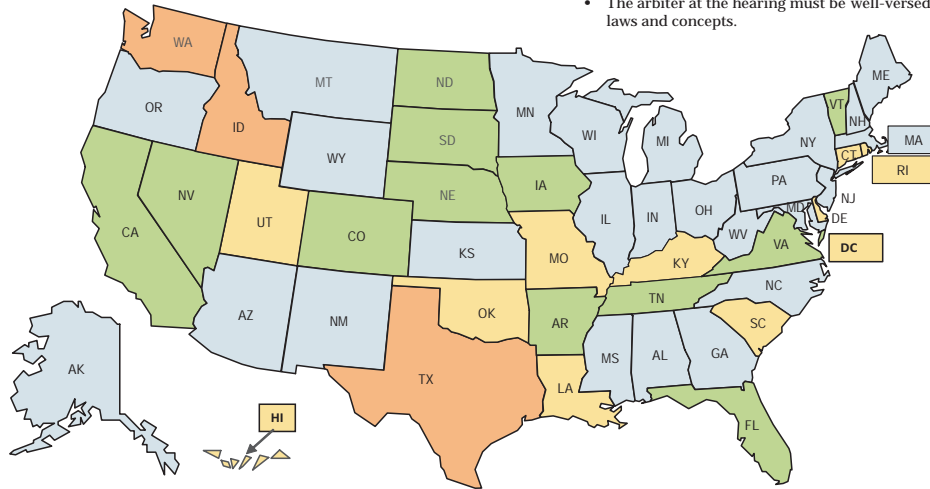 • The arbiter at the hearing must be well-versed
laws and concepts.
WA
MT
ND
MN
ME
VT
NH
OR
ID
SD
WI
MI
NY
MA
WY
CT
RI
NE
IA
PA
NJ
NV
UT
IL
IN
OH
MD
DE
CA
CO
KS
MO
WV
VA
DC
KY
AZ
NM
OK
AR
TN
NC
SC
MS
AL
GA
AK
TX
LA
HI
FL